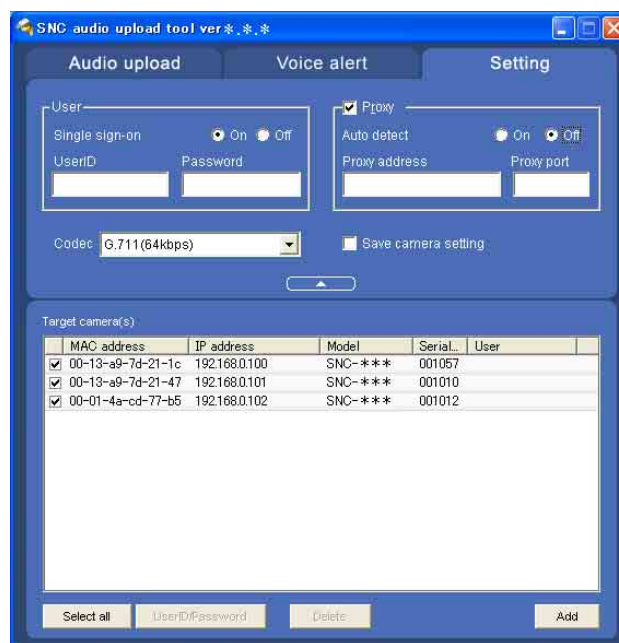 SNC audio upload tool ver*.*.*
Audio upload Voice alert Setting
User Proxy
Single sign-on On Off Auto detect On Off
UserID Password Proxy address Proxy port
Codec G.711(64kbps) Save camera setting
Target camera(s)
MAC address IP address Model Serial... User
00-13-a9-7d-21-1c 192.168.0.100 SNC-*** 001057
00-13-a9-7d-21-47 192.168.0.101 SNC-*** 001010
00-01-4a-cd-77-b5 192.168.0.102 SNC-*** 001012
Select all UserID/Password Delete Add